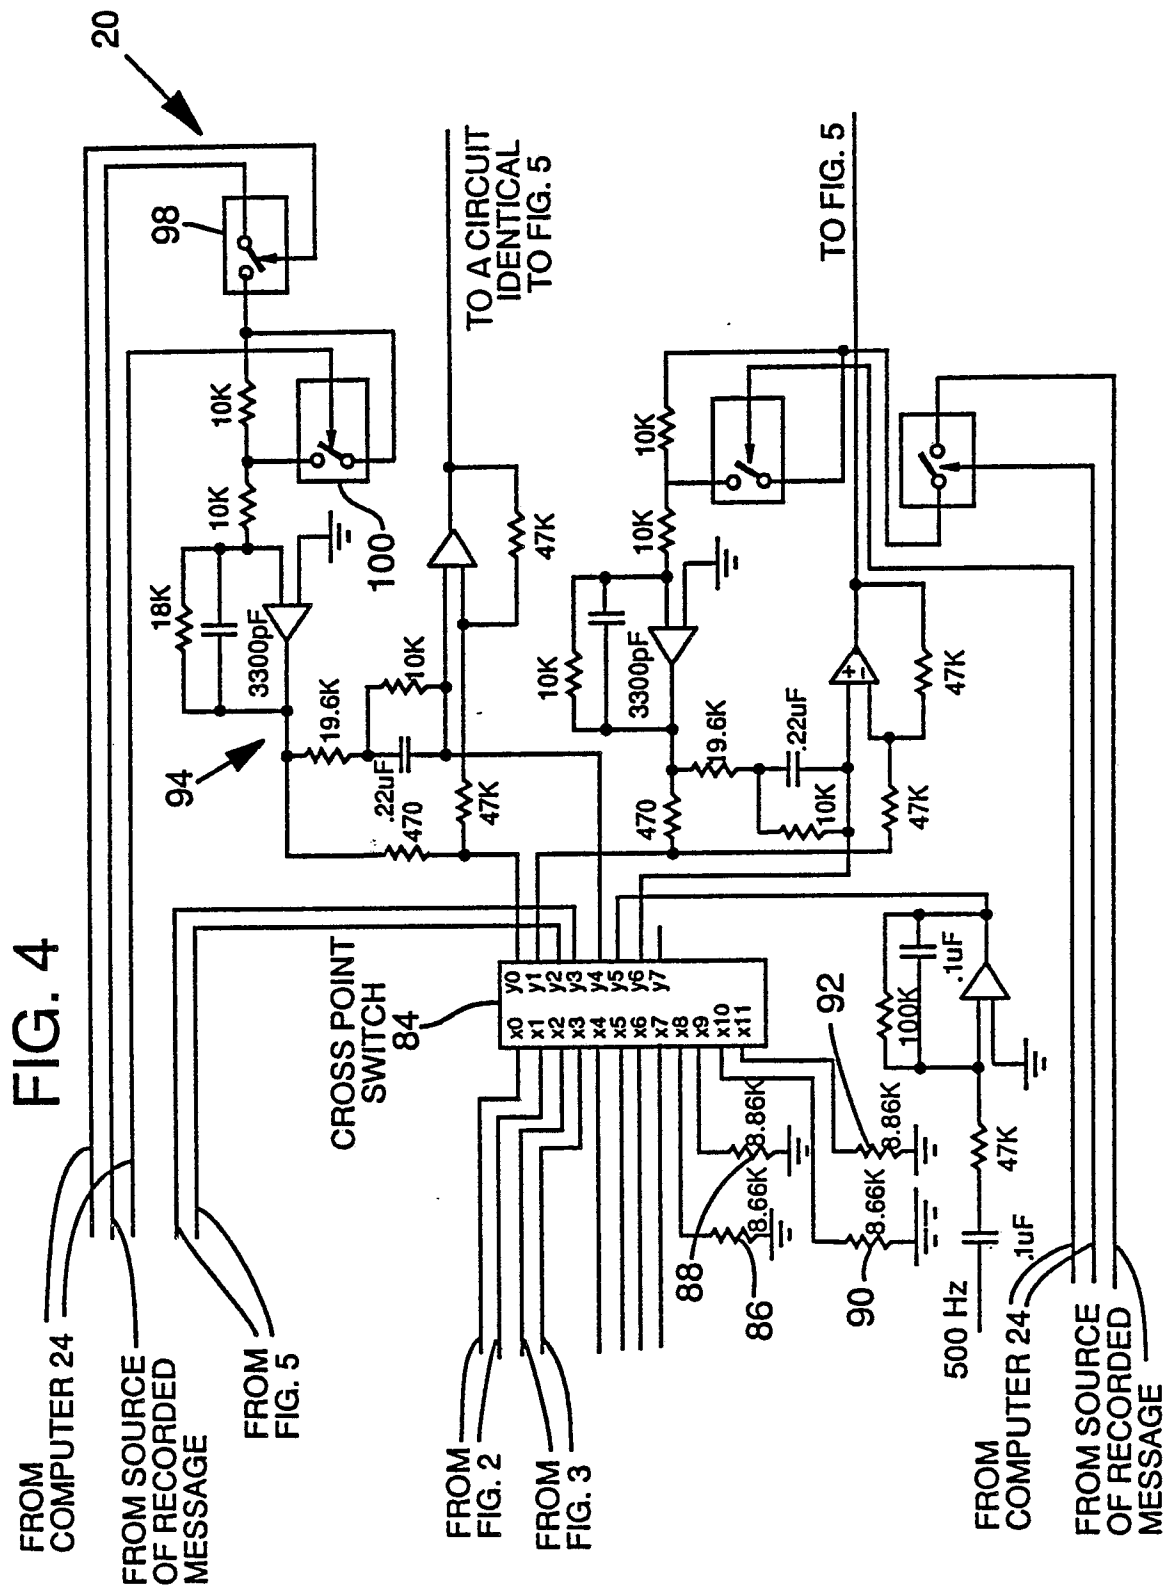 FIG. 4
20
98
10K
10K
100
18K
3300pF
94
19.6K
10K
.22uF
470
47K
47K
TO A CIRCUIT
IDENTICAL
TO FIG. 5
FROM
COMPUTER 24
FROM SOURCE
OF RECORDED
MESSAGE
FROM
FIG. 5
CROSS POINT
SWITCH
84
x0
x1
x2
x3
x4
x5
x6
x7
x8
x9
x10
x11
y0
y1
y2
y3
y4
y5
y6
y7
FROM
FIG. 2
FROM
FIG. 3
10K
10K
10K
3300pF
19.6K
.22uF
470
10K
47K
47K
+
−
TO FIG. 5
8.86K
88
8.66K
86
92
8.86K
8.66K
90
100K
.1uF
47K
.1uF
500 Hz
FROM
COMPUTER 24
FROM SOURCE
OF RECORDED
MESSAGE